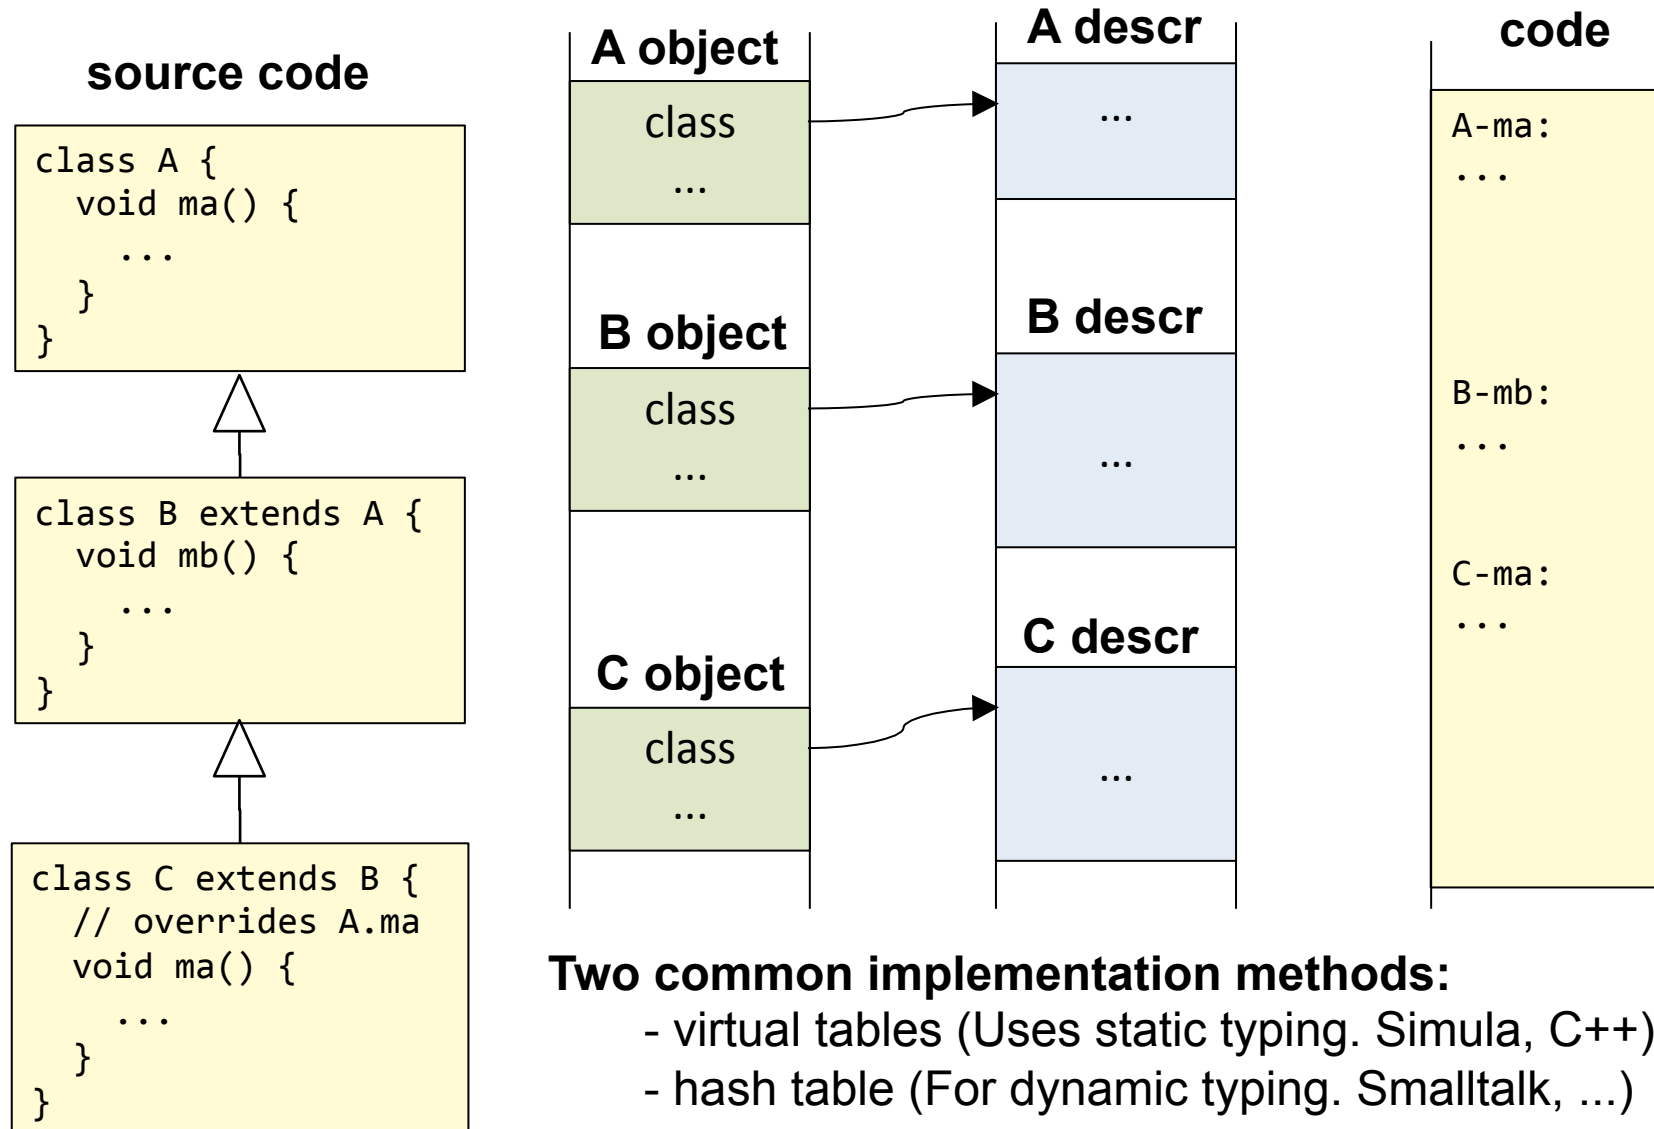 source code
class A {
void ma() {
...
}
}
class B extends A {
void mb() {
...
}
}
class C extends B {
// overrides A.ma
void ma() {
...
}
}
A object
class
...
B object
class
...
C object
class
...
A descr
...
B descr
...
C descr
...
code
A-ma:
...
B-mb:
...
C-ma:
...
Two common implementation methods:
- virtual tables (Uses static typing. Simula, C++)
- hash table (For dynamic typing. Smalltalk, ...)